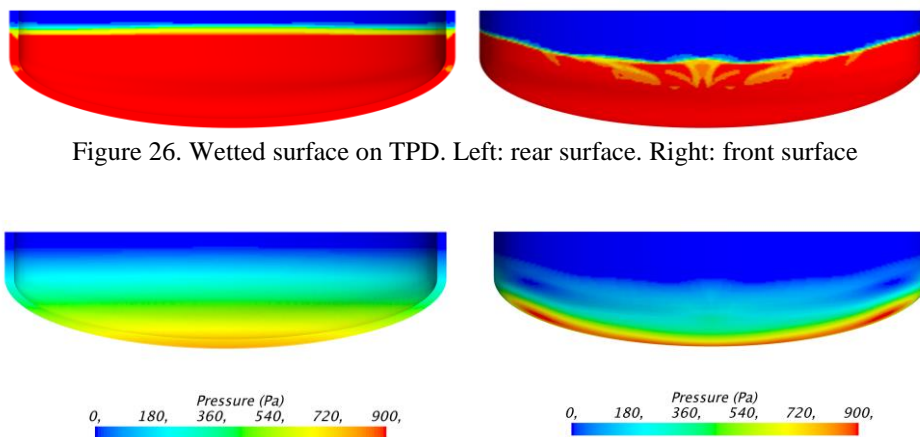 Figure 26. Wetted surface on TPD. Left: rear surface. Right: front surface
Pressure (Pa)
0, 180, 360, 540, 720, 900,
Pressure (Pa)
0, 180, 360, 540, 720, 900,